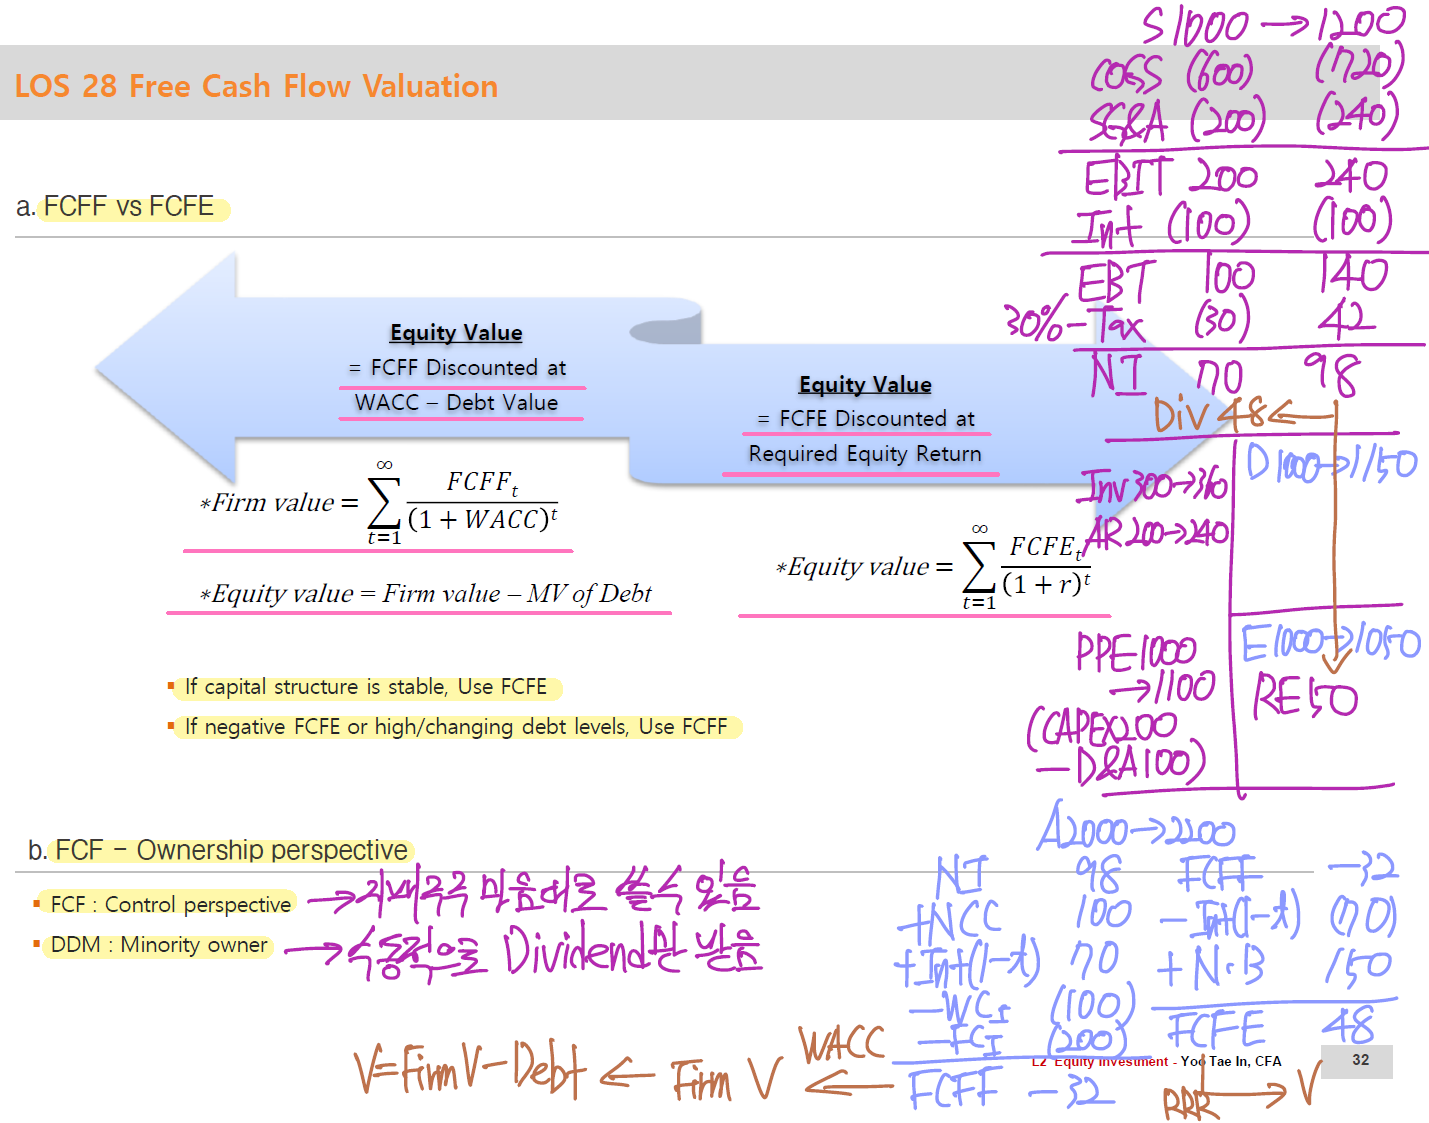 S 1000 → 1200
COGS (600) (720)
SG&A (200) (240)
EBIT 200 240
Int (100) (100)
EBT 100 140
30% - Tax (30) 42
NI 70 98
Div 48 ←
LOS 28 Free Cash Flow Valuation
a. FCFF vs FCFE
Equity Value
= FCFF Discounted at
WACC – Debt Value
Equity Value
= FCFE Discounted at
Required Equity Return
*Firm value = ∑_{t=1}^{∞} FCFF_t / (1 + WACC)^t
*Equity value = Firm value – MV of Debt
*Equity value = ∑_{t=1}^{∞} FCFE_t / (1 + r)^t
Inv 300→360
AR 200→240
D 1000→1150
PPE 1000
→1100
(CAPEX 200
- D&A 100)
E 1000→1050
RE 50
A 2000→2200
▪ If capital structure is stable, Use FCFE
▪ If negative FCFE or high/changing debt levels, Use FCFF
b. FCF – Ownership perspective
▪ FCF : Control perspective → 지배주주 마음대로 쓸 수 있음
▪ DDM : Minority owner → 수동적으로 Dividend만 받음
NI 98
+NCC 100
+Int(1-t) 70
-WCI (100)
-FCI (200)
FCFF -32
FCFF -32
-Int(1-t) (70)
+N.B 150
FCFE 48
V=FirmV-Debt ← Firm V ← WACC
RRR → V
L2 Equity Investment - Yoo Tae In, CFA
32